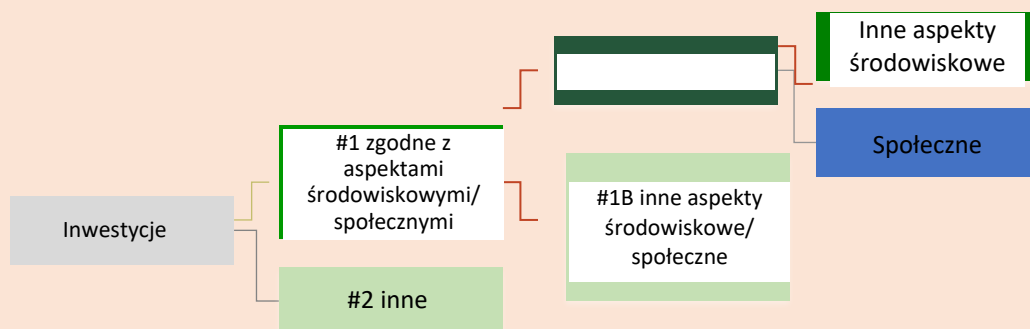 Inwestycje
#1 zgodne z
aspektami
środowiskowymi/
społecznymi
#2 inne
#1B inne aspekty
środowiskowe/
społeczne
Inne aspekty
środowiskowe
Społeczne